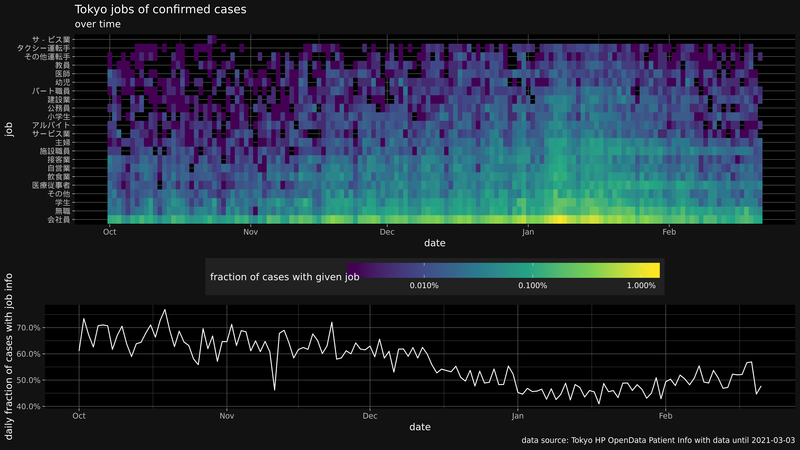 Tokyo jobs of confirmed cases
over time
job
サ - ビス業
タクシー運転手
その他運転手
教員
医師
幼児
パート職員
建設業
公務員
小学生
アルバイト
サービス業
主婦
施設職員
接客業
自営業
飲食業
医療従事者
その他
学生
無職
会社員
Oct Nov Dec Jan Feb
date
fraction of cases with given job
0.010% 0.100% 1.000%
daily fraction of cases with job info
70.0%
60.0%
50.0%
40.0%
Oct Nov Dec Jan Feb
date
data source: Tokyo HP OpenData Patient Info with data until 2021-03-03